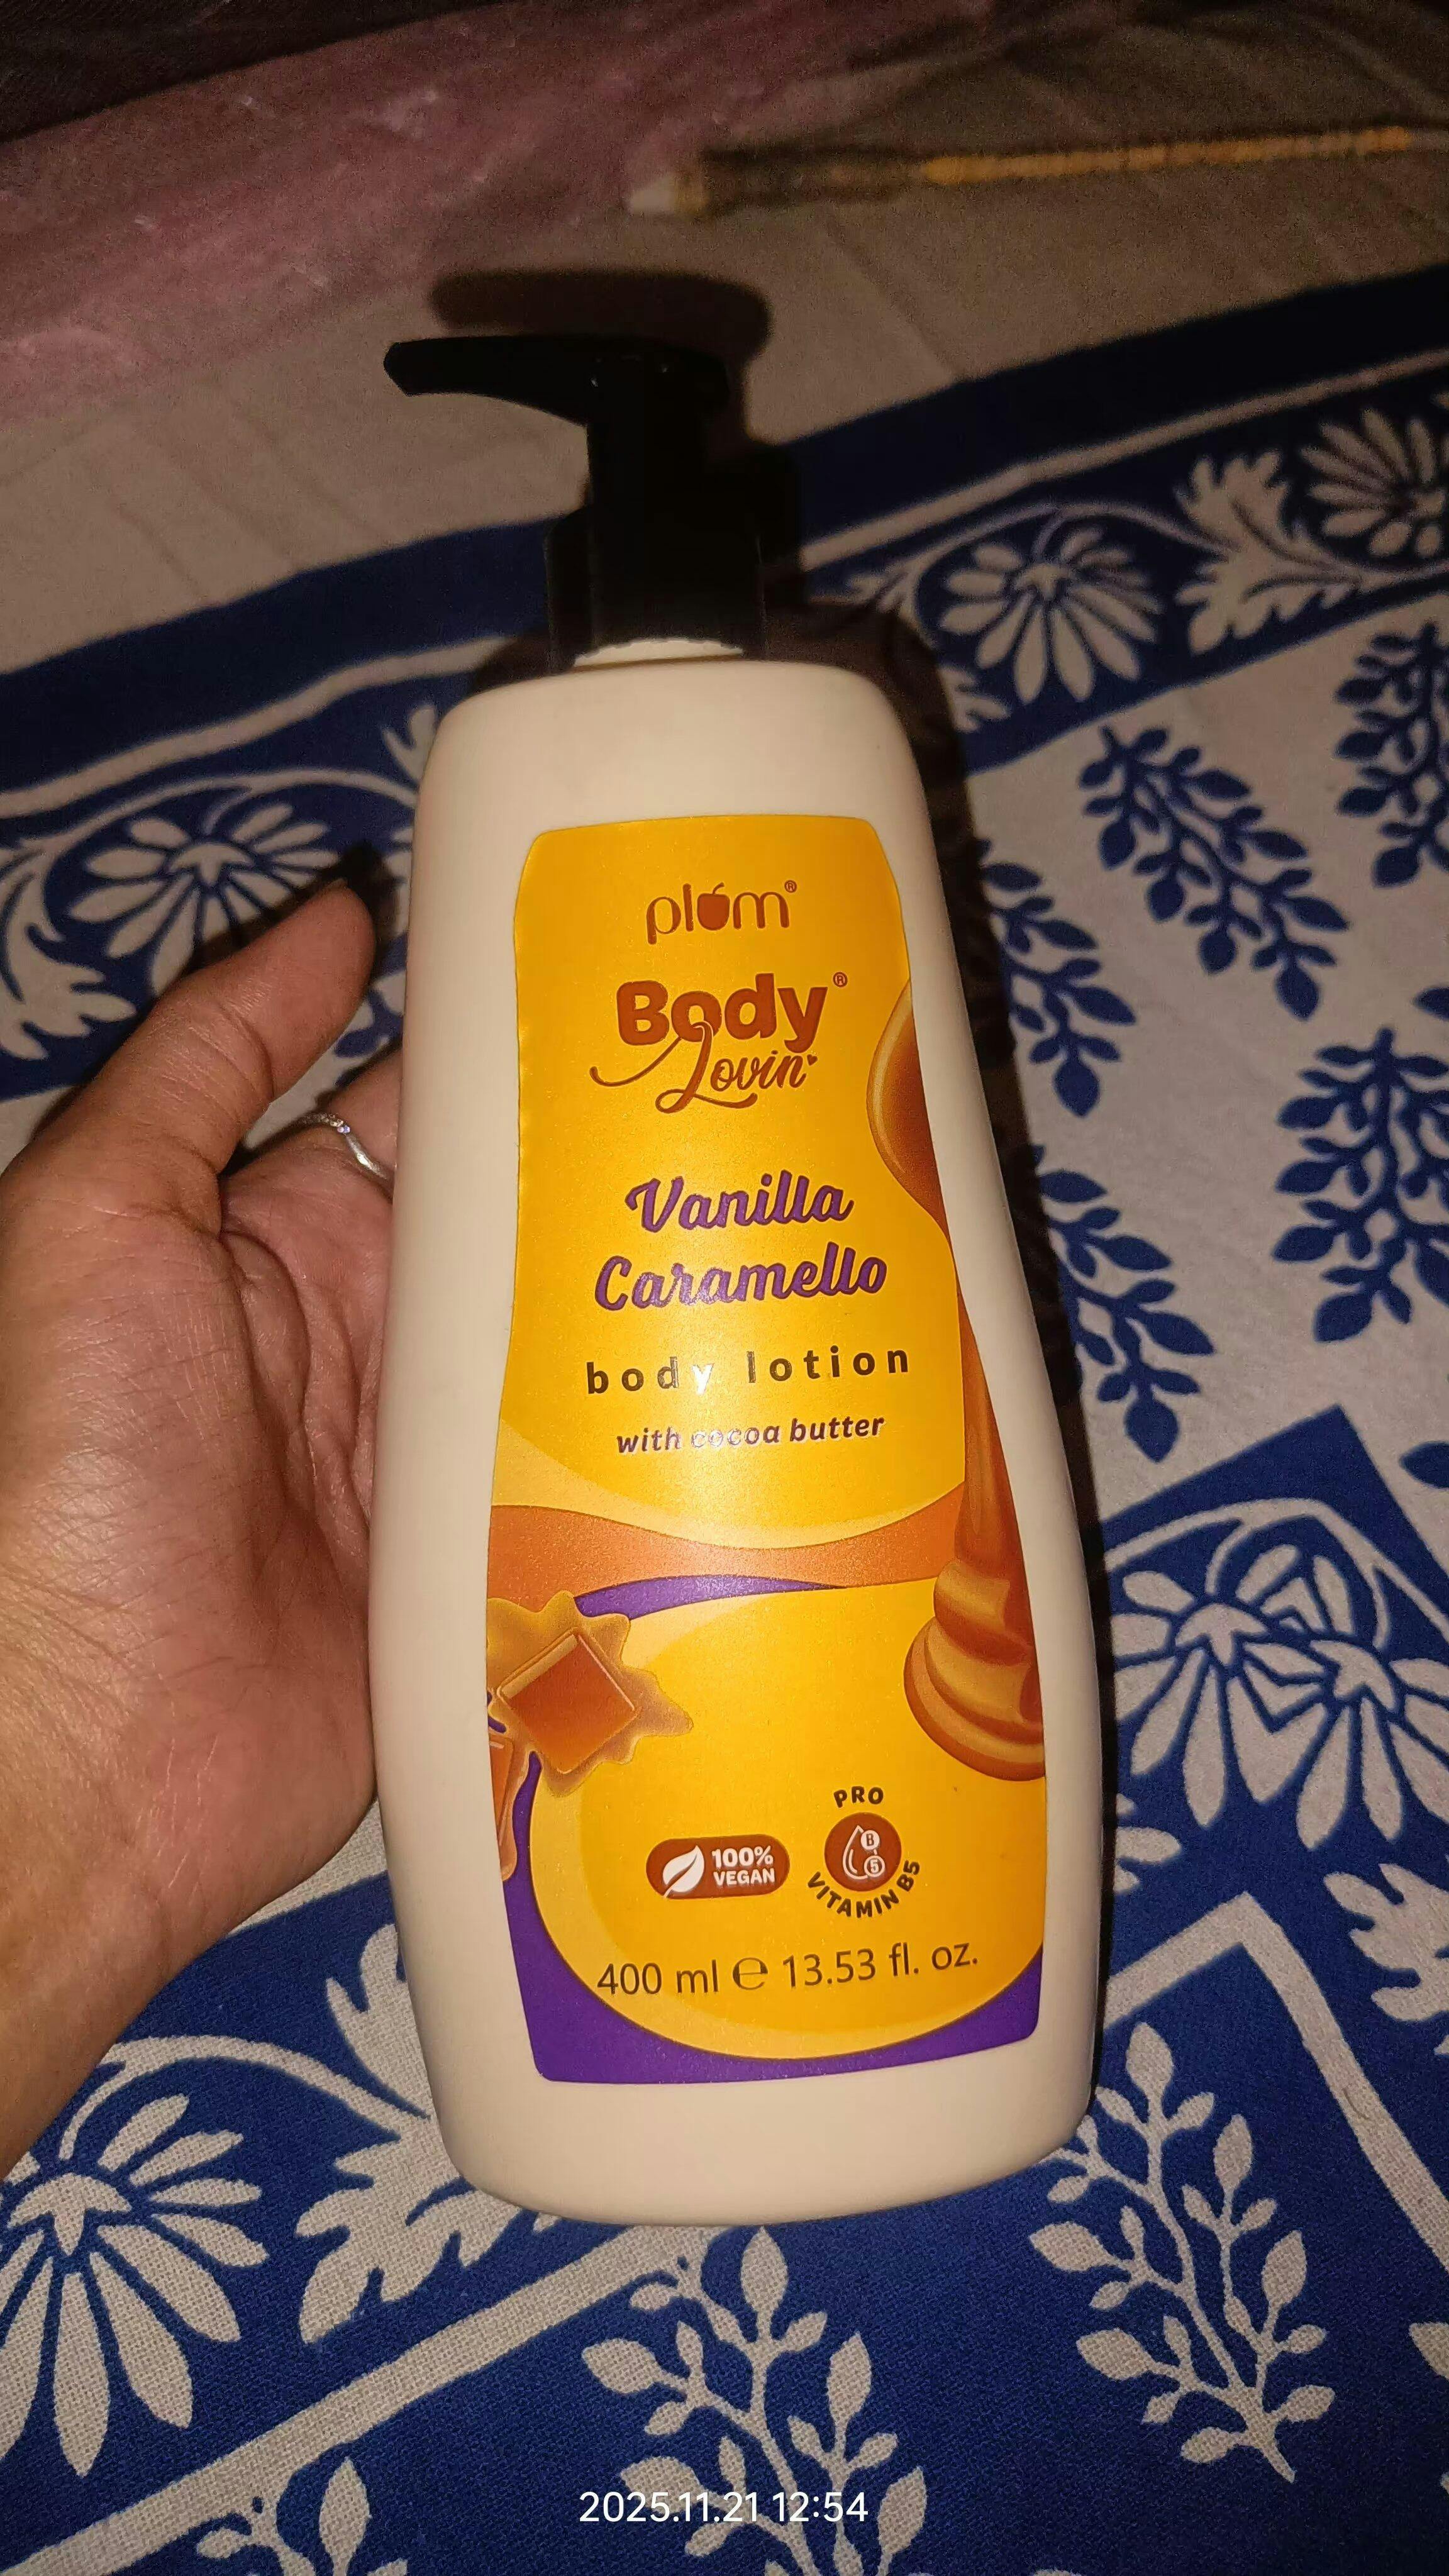 plum®
Body®
Lovin'
Vanilla
Caramello
body lotion
with cocoa butter
100%
VEGAN
PRO
B
5
VITAMIN B5
400 ml ℮ 13.53 fl. oz.
2025.11.21 12:54